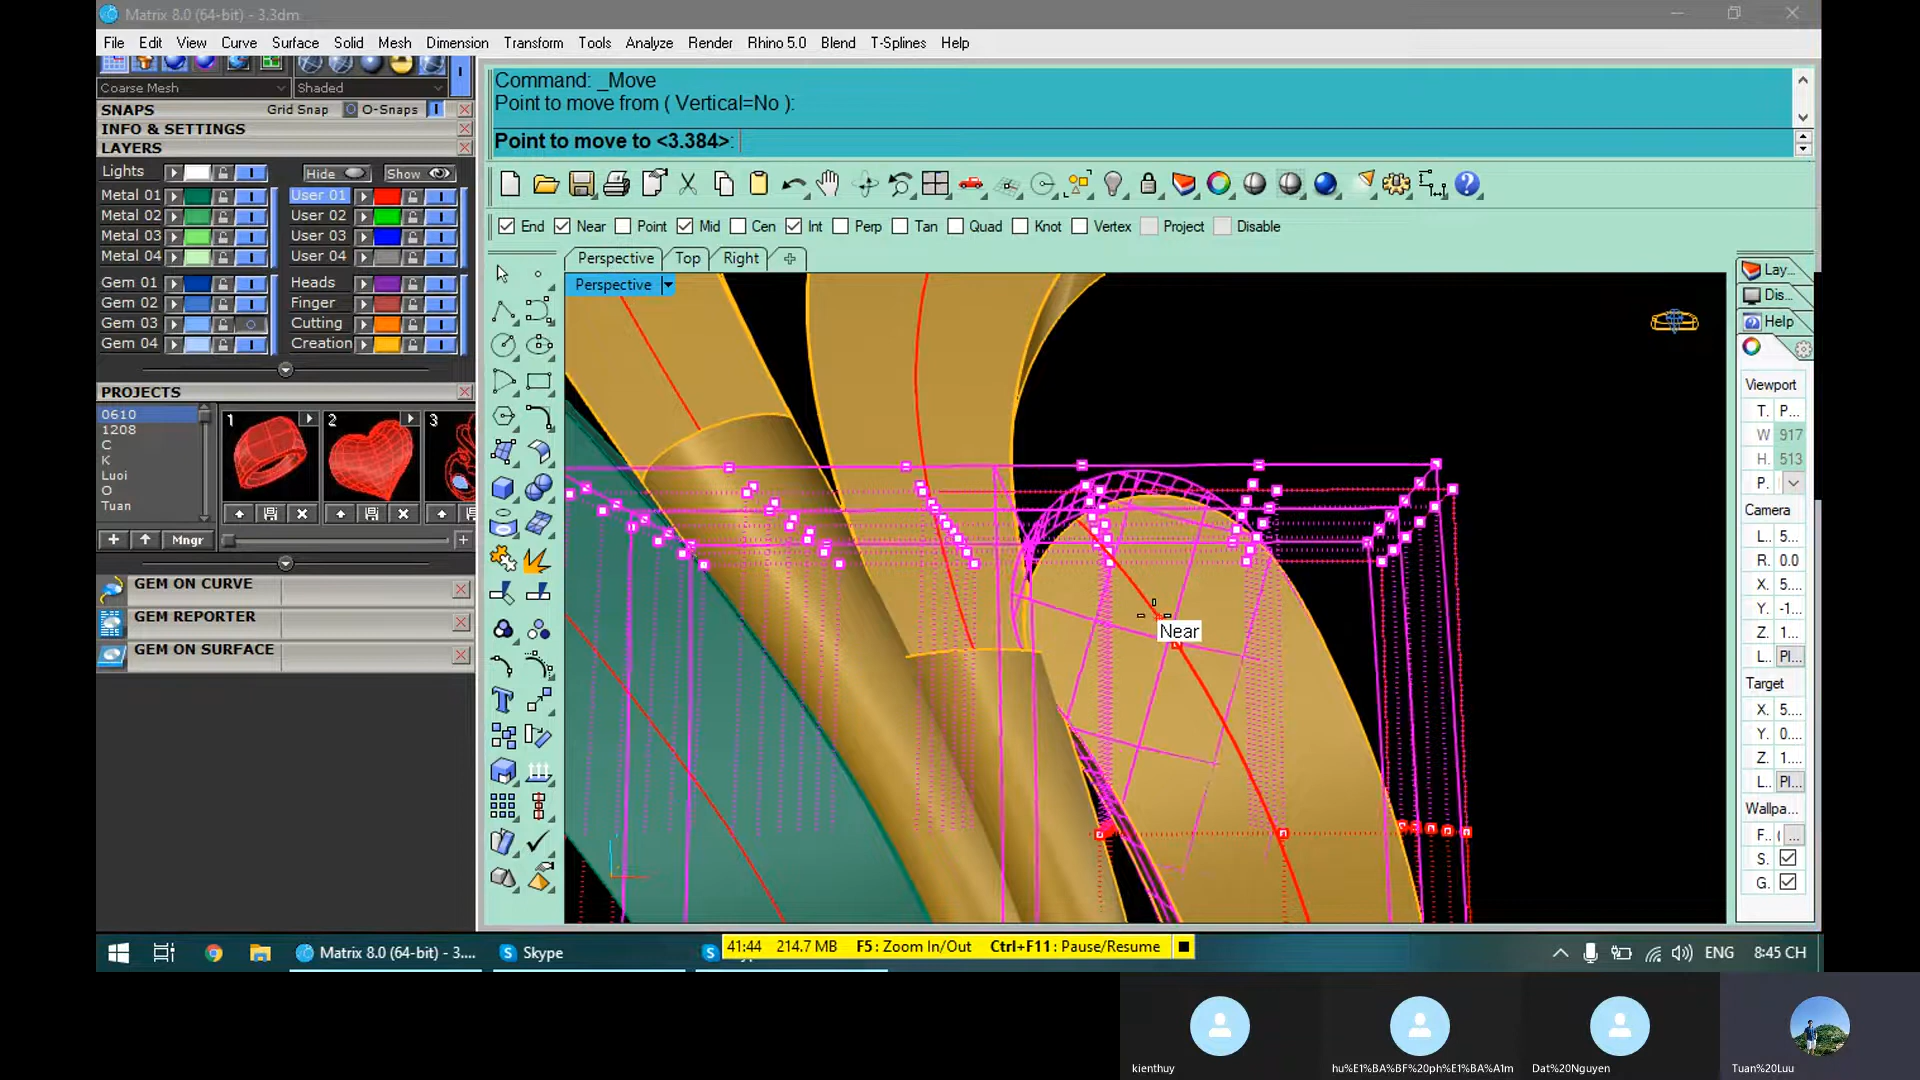 Matrix 8.0 (64-bit) - 3.3dm
File Edit View Curve Surface Solid Mesh Dimension Transform Tools Analyze Render Rhino 5.0 Blend T-Splines Help
Coarse Mesh Shaded
SNAPS Grid Snap O-Snaps
INFO & SETTINGS
LAYERS
Lights Hide Show
Metal 01 User 01
Metal 02 User 02
Metal 03 User 03
Metal 04 User 04
Gem 01 Heads
Gem 02 Finger
Gem 03 Cutting
Gem 04 Creation
PROJECTS
0610
1208
C
K
Luoi
O
Tuan
1 2 3
Mngr
GEM ON CURVE
GEM REPORTER
GEM ON SURFACE
Command: _Move
Point to move from ( Vertical=No ):
Point to move to <3.384>:
End Near Point Mid Cen Int Perp Tan Quad Knot Vertex Project Disable
Perspective Top Right
Perspective
Near
Lay...
Dis...
Help
Viewport
T. P...
W 917
H. 513
P.
Camera
L.. 5...
R. 0.0
X. 5....
Y. -1...
Z. 1....
L.. Pl...
Target
X. 5....
Y. 0....
Z. 1....
L.. Pl...
Wallpa...
F.. ( ...
S.
G.
Matrix 8.0 (64-bit) - 3.... Skype
41:44 214.7 MB F5: Zoom In/Out Ctrl+F11: Pause/Resume
ENG 8:45 CH
kienthuy hu%E1%BA%BF%20ph%E1%BA%A1m Dat%20Nguyen Tuan%20Luu